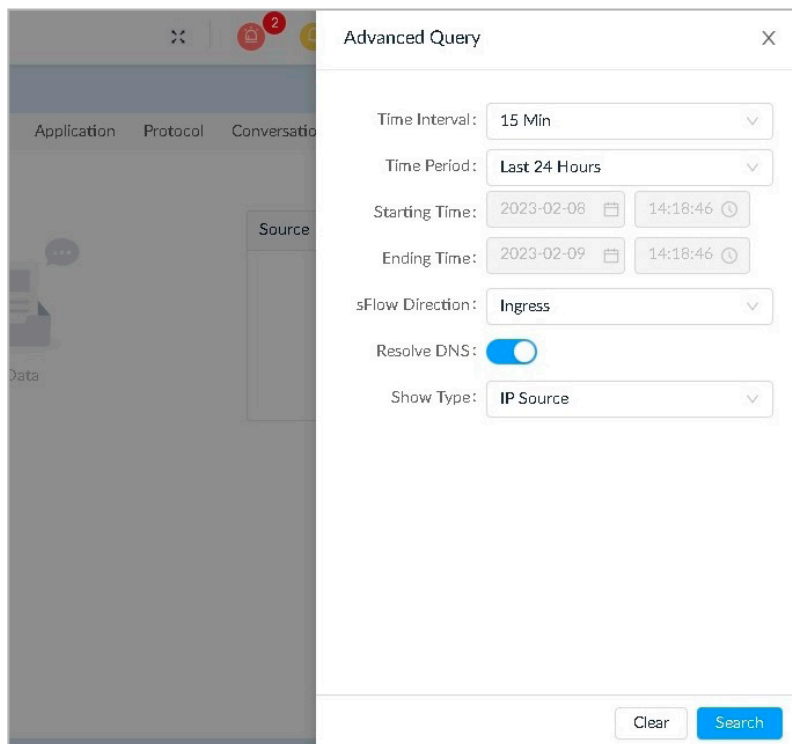 2
Advanced Query
Application Protocol Conversatio
Source
Data
Time Interval: 15 Min
Time Period: Last 24 Hours
Starting Time: 2023-02-08 14:18:46
Ending Time: 2023-02-09 14:18:46
sFlow Direction: Ingress
Resolve DNS:
Show Type: IP Source
Clear Search